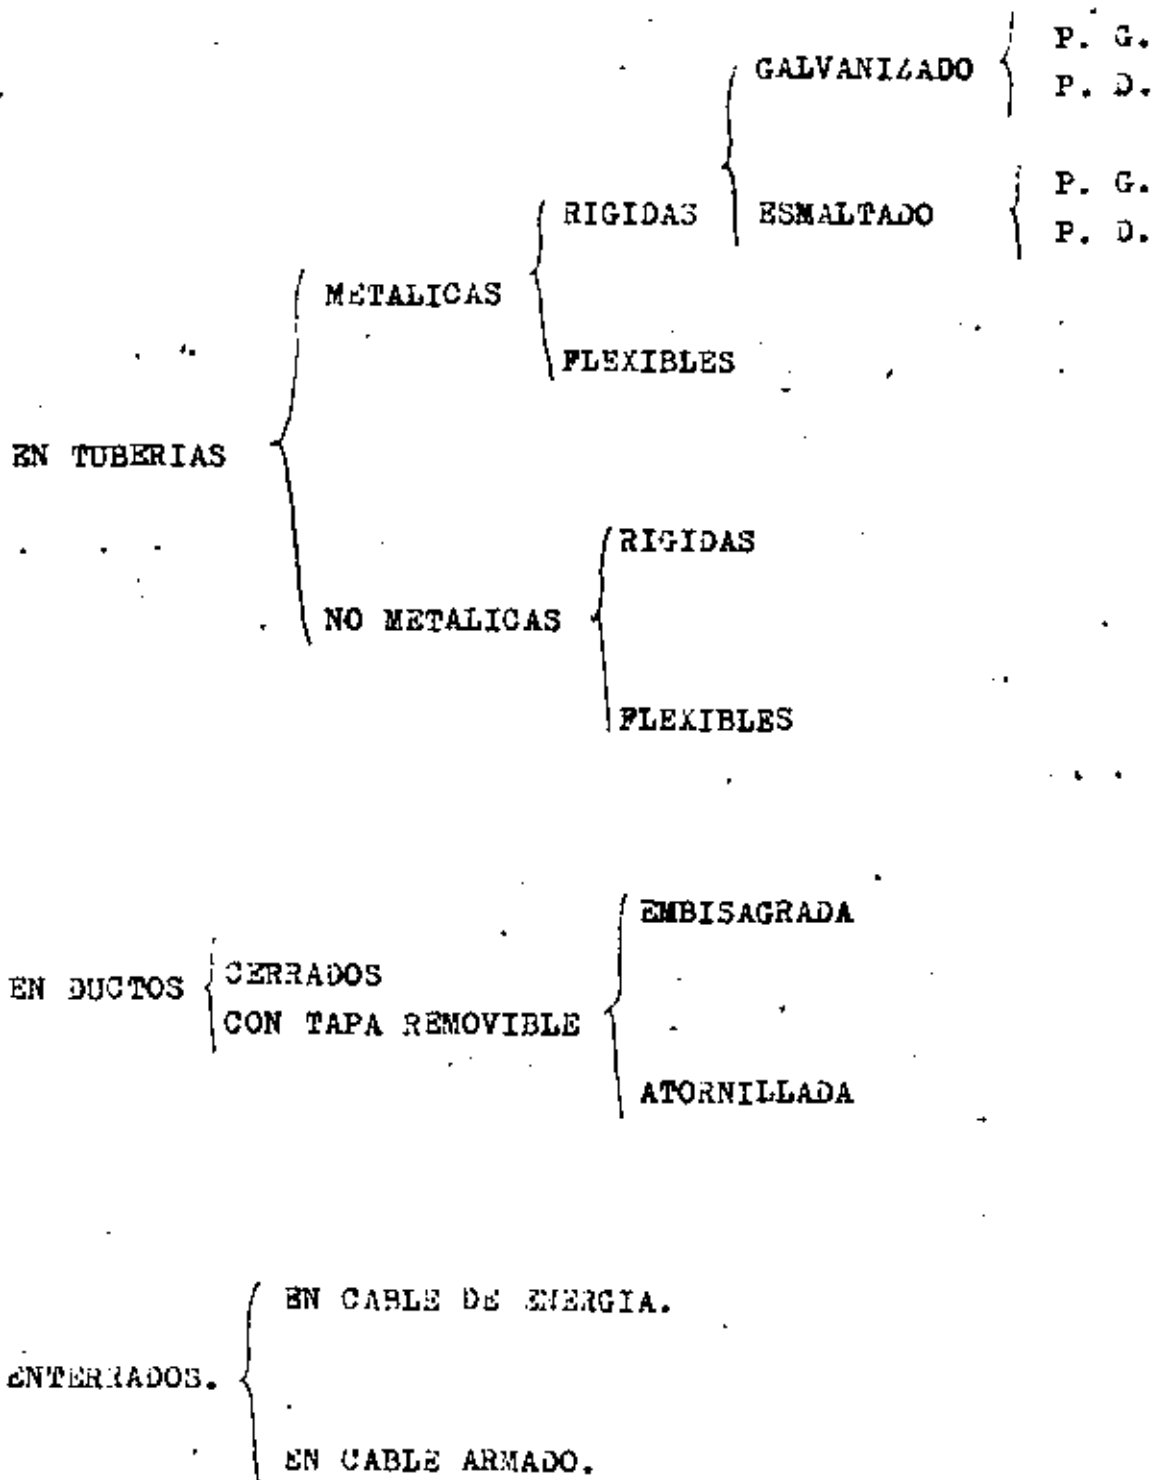 P. G.
GALVANIZADO
P. D.
P. G.
RIGIDAS ESMALTADO
P. D.
METALICAS
FLEXIBLES
EN TUBERIAS
RIGIDAS
NO METALICAS
FLEXIBLES
EMBISAGRADA
CERRADOS
EN DUCTOS
CON TAPA REMOVIBLE
ATORNILLADA
EN CABLE DE ENERGIA.
ENTERRADOS.
EN CABLE ARMADO.